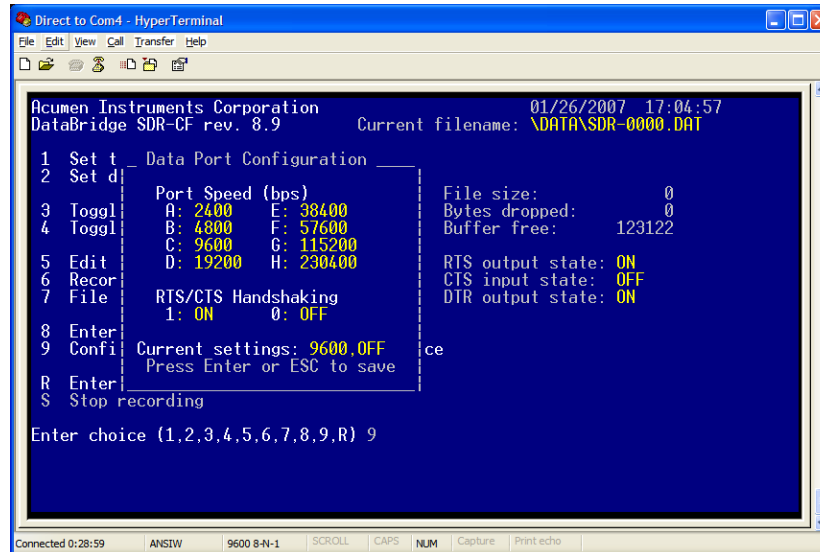 Direct to Com4 - HyperTerminal
File Edit View Call Transfer Help
Acumen Instruments Corporation 01/26/2007 17:04:57
DataBridge SDR-CF rev. 8.9 Current filename: \DATA\SDR-0000.DAT
1 Set t _ Data Port Configuration ____
2 Set d
Port Speed (bps) File size: 0
3 Toggl A: 2400 E: 38400 Bytes dropped: 0
4 Toggl B: 4800 F: 57600 Buffer free: 123122
C: 9600 G: 115200
5 Edit D: 19200 H: 230400 RTS output state: ON
6 Recor CTS input state: OFF
7 File RTS/CTS Handshaking DTR output state: ON
1: ON 0: OFF
8 Enter
9 Confi Current settings: 9600,OFF ce
Press Enter or ESC to save
R Enter
S Stop recording
Enter choice (1,2,3,4,5,6,7,8,9,R) 9
Connected 0:28:59 ANSIW 9600 8-N-1 SCROLL CAPS NUM Capture Print echo